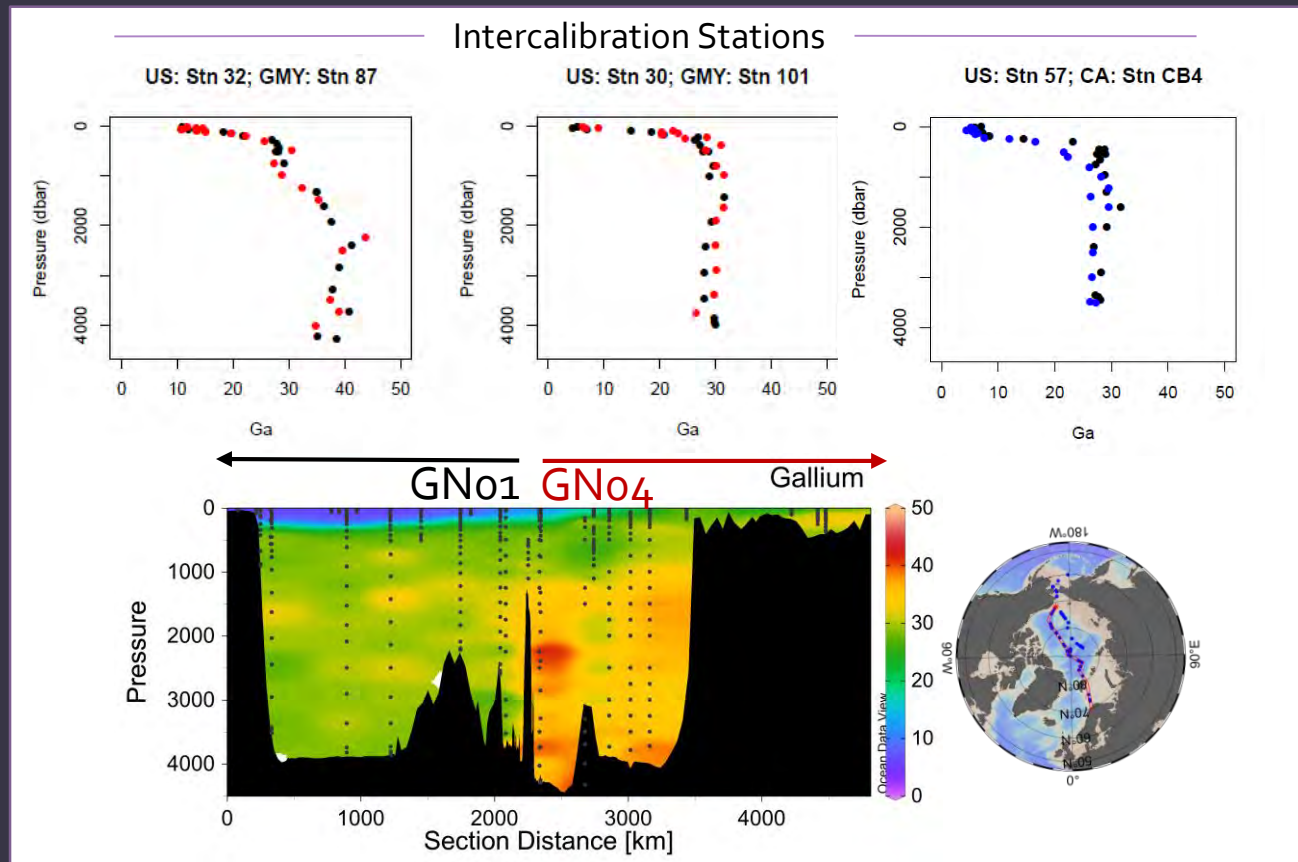 Intercalibration Stations
US: Stn 32; GMY: Stn 87
Pressure (dbar)
0
2000
4000
0 10 20 30 40 50
Ga
US: Stn 30; GMY: Stn 101
Pressure (dbar)
0
2000
4000
0 10 20 30 40 50
Ga
US: Stn 57; CA: Stn CB4
Pressure (dbar)
0
2000
4000
0 10 20 30 40 50
Ga
GN01 GN04
Gallium
Pressure
0
1000
2000
3000
4000
0 1000 2000 3000 4000
Section Distance [km]
Ocean Data View
50
40
30
20
10
0
180°W
90°W
90°E
80°N
70°N
60°N
50°N
0°